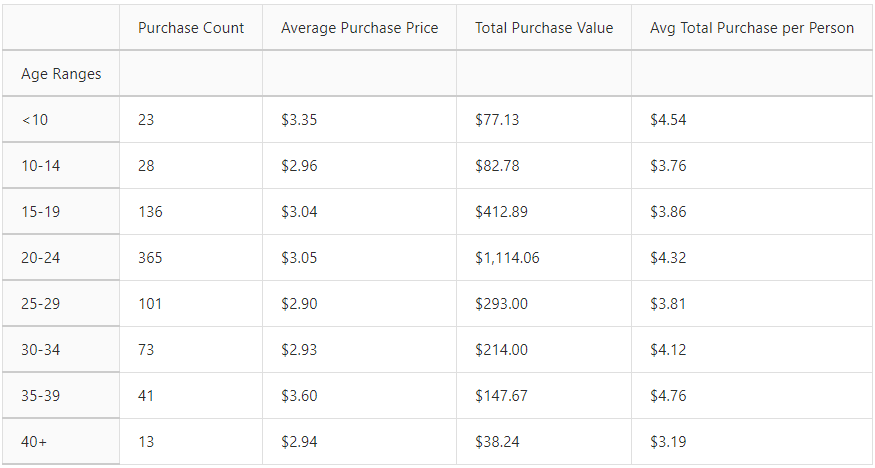 Purchase Count Average Purchase Price Total Purchase Value Avg Total Purchase per Person
Age Ranges
<10 23 $3.35 $77.13 $4.54
10-14 28 $2.96 $82.78 $3.76
15-19 136 $3.04 $412.89 $3.86
20-24 365 $3.05 $1,114.06 $4.32
25-29 101 $2.90 $293.00 $3.81
30-34 73 $2.93 $214.00 $4.12
35-39 41 $3.60 $147.67 $4.76
40+ 13 $2.94 $38.24 $3.19